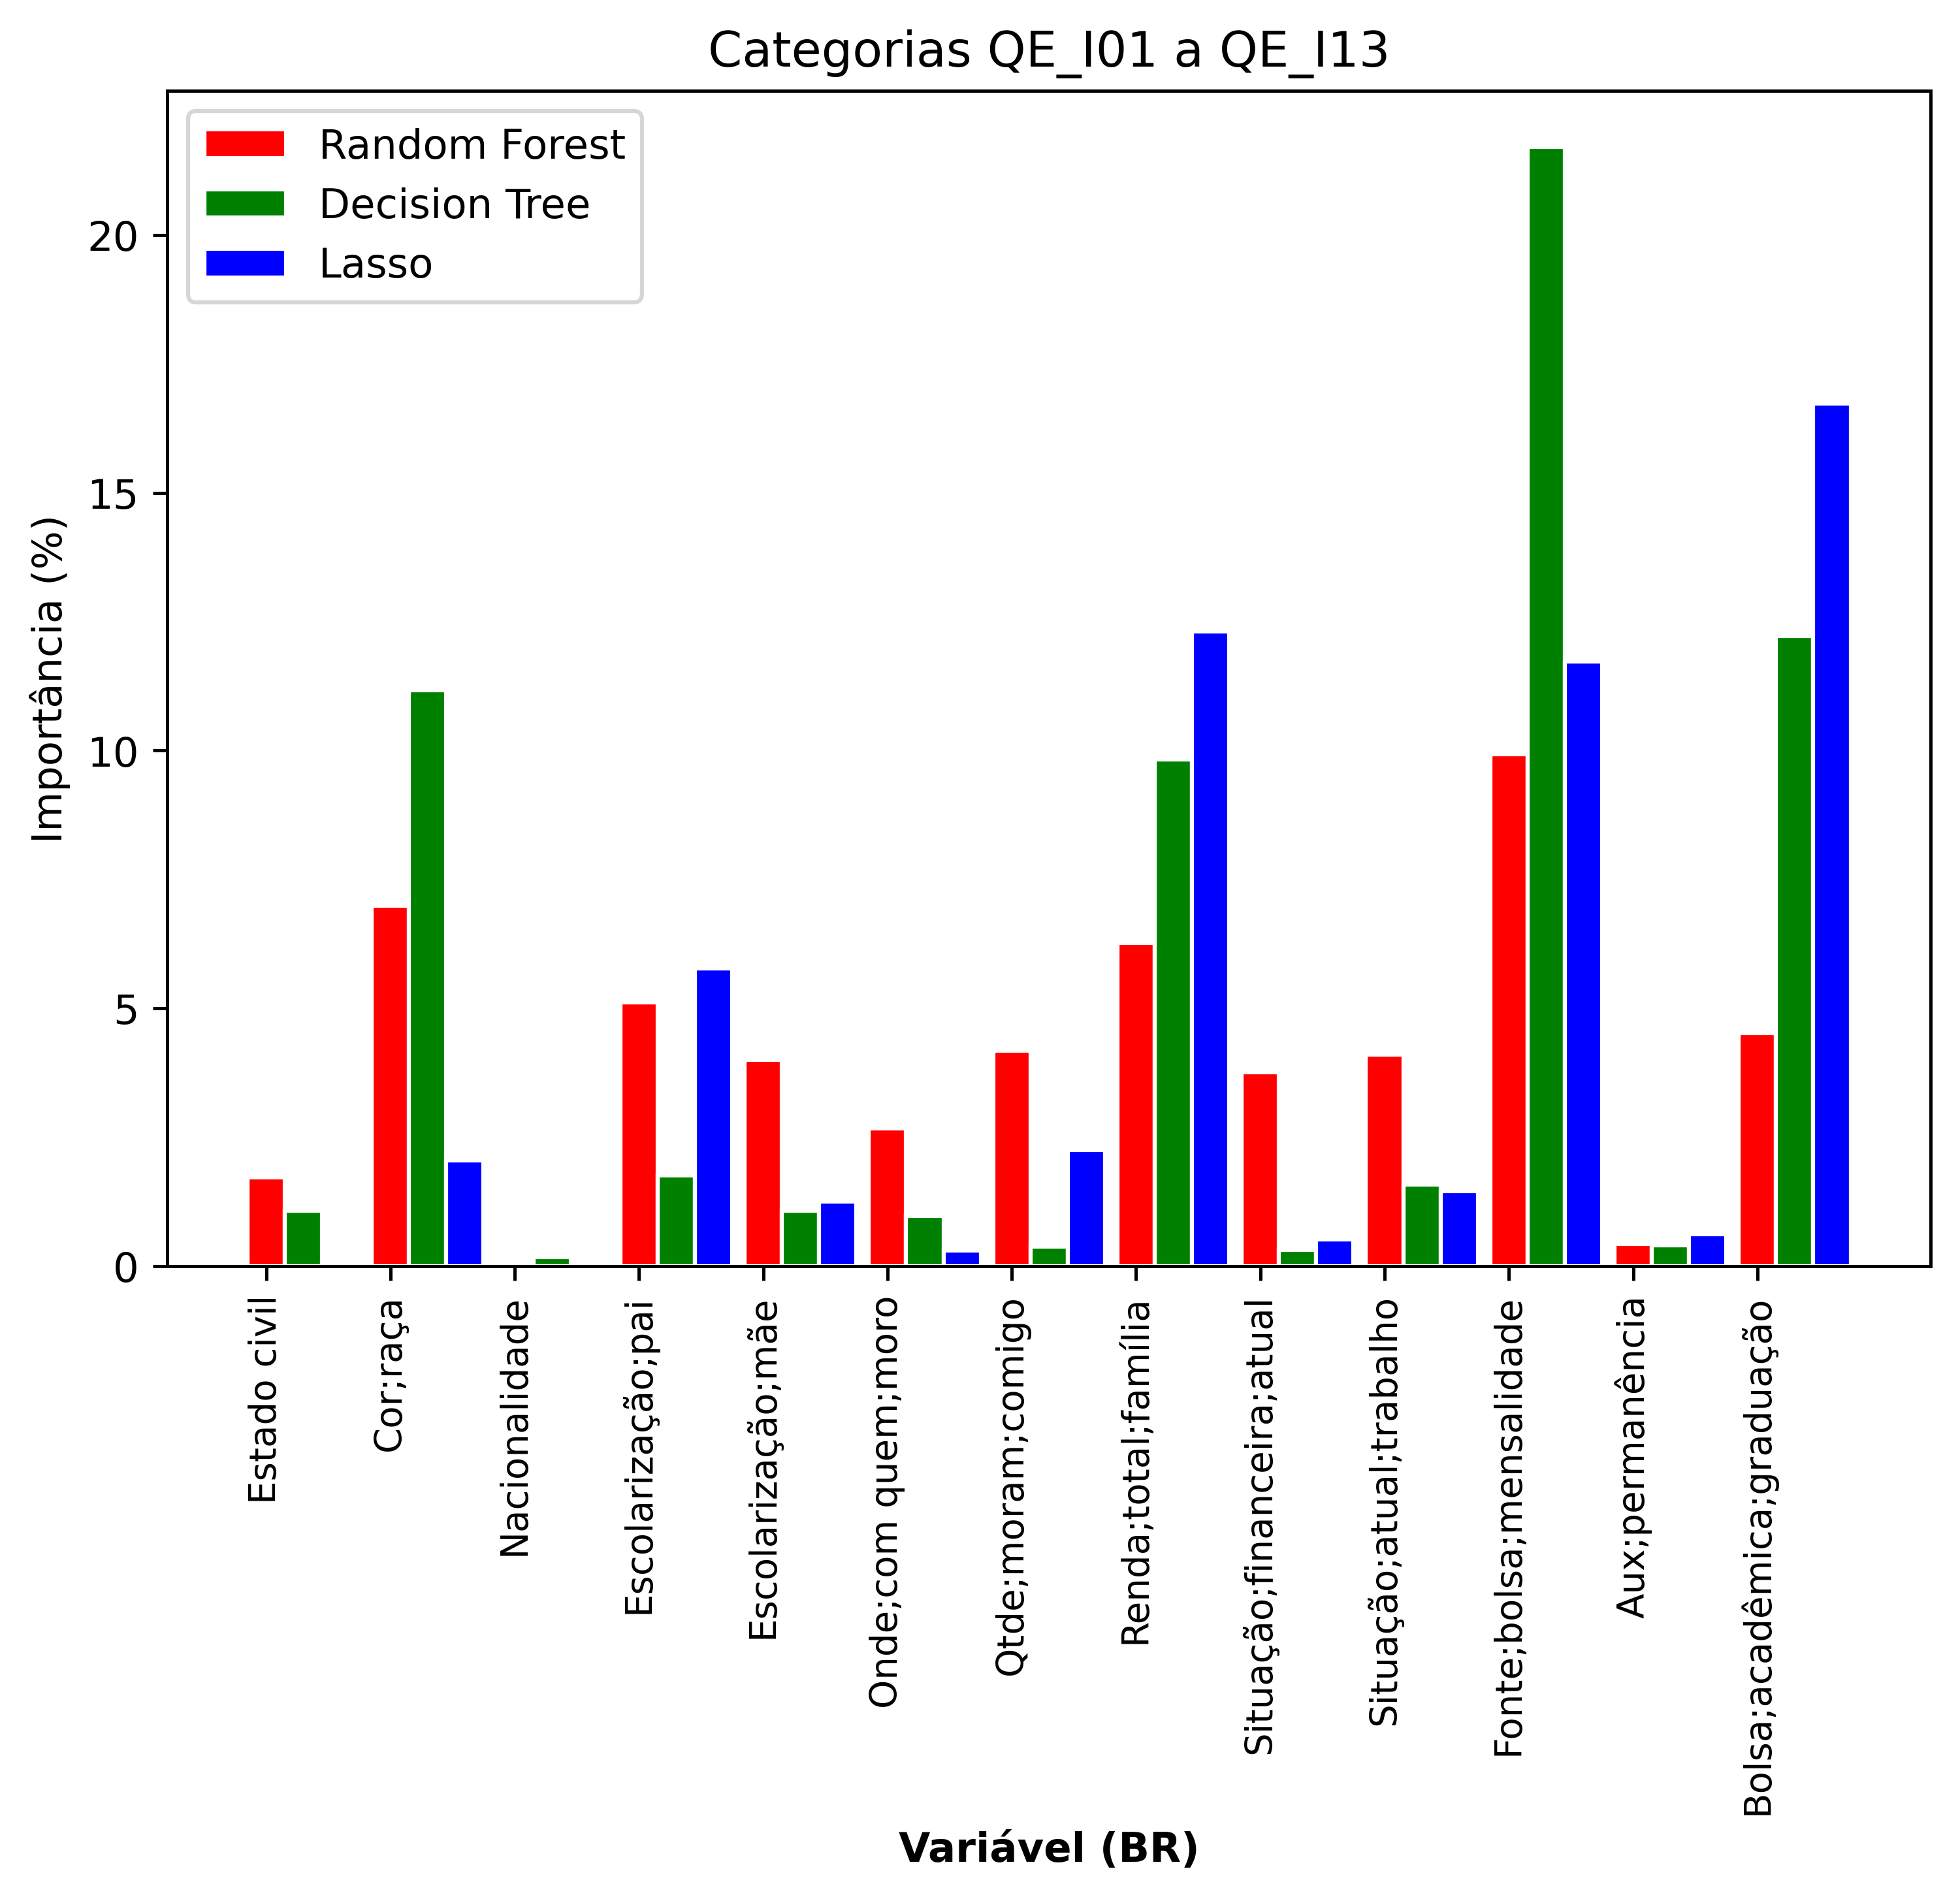 Categorias QE_I01 a QE_I13
Random Forest
Decision Tree
Lasso
Importância (%)
20
15
10
5
0
Estado civil
Cor;raça
Nacionalidade
Escolarização;pai
Escolarização;mãe
Onde;com quem;moro
Qtde;moram;comigo
Renda;total;família
Situação;financeira;atual
Situação;atual;trabalho
Fonte;bolsa;mensalidade
Aux;permanência
Bolsa;acadêmica;graduação
Variável (BR)